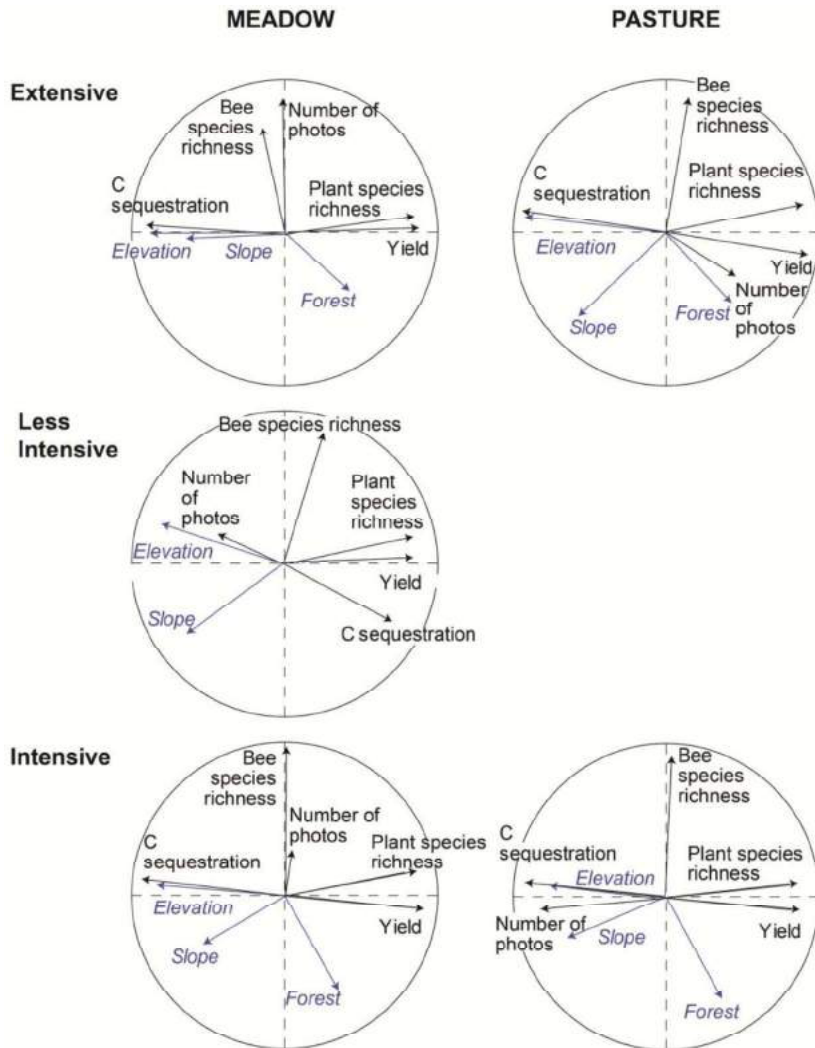 MEADOW
PASTURE
Extensive
Bee
species
richness
Number of
photos
C
sequestration
Plant species
richness
Elevation
Slope
Yield
Forest
Bee
species
richness
C
sequestration
Plant species
richness
Elevation
Yield
Slope
Forest
Number
of
photos
Less
Intensive
Bee species richness
Number
of
photos
Plant
species
richness
Elevation
Yield
Slope
C sequestration
Intensive
Bee
species
richness
Number of
photos
C
sequestration
Plant species
richness
Elevation
Yield
Slope
Forest
Bee
species
richness
C
sequestration
Elevation
Plant species
richness
Number of
photos
Slope
Yield
Forest